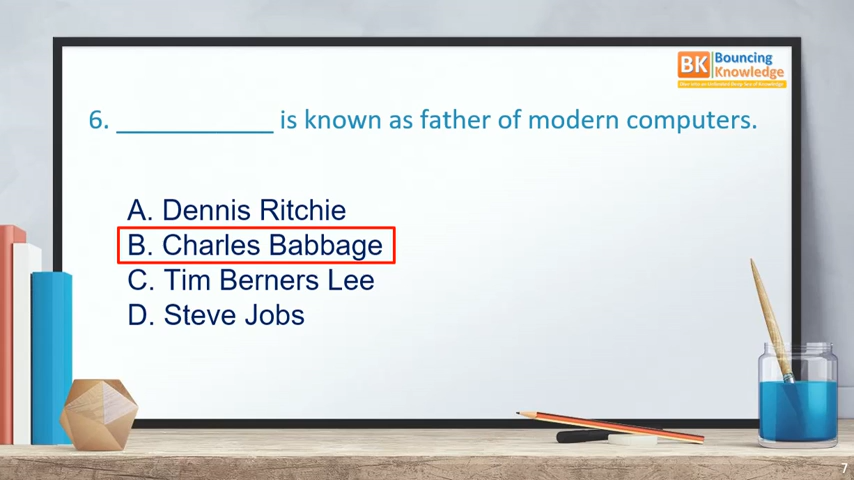 BK Bouncing
Knowledge
6. __________ is known as father of modern computers.
A. Dennis Ritchie
B. Charles Babbage
C. Tim Berners Lee
D. Steve Jobs
7